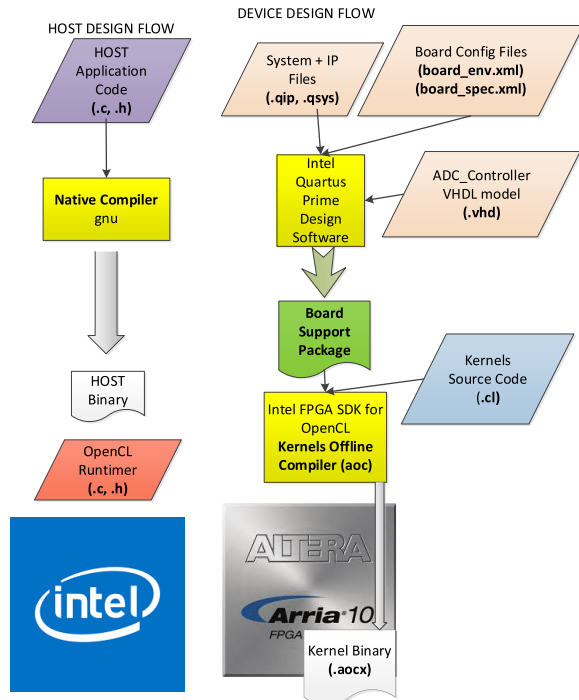 HOST DESIGN FLOW
HOST
Application
Code
(.c, .h)
Native Compiler
gnu
HOST
Binary
OpenCL
Runtimer
(.c, .h)
intel
DEVICE DESIGN FLOW
System + IP
Files
(.qip, .qsys)
Board Config Files
(board_env.xml)
(board_spec.xml)
Intel
Quartus
Prime
Design
Software
ADC_Controller
VHDL model
(.vhd)
Board
Support
Package
Kernels
Source Code
(.cl)
Intel FPGA SDK for
OpenCL
Kernels Offline
Compiler (aoc)
ALTERA
Arria® 10
FPGA
Kernel Binary
(.aocx)